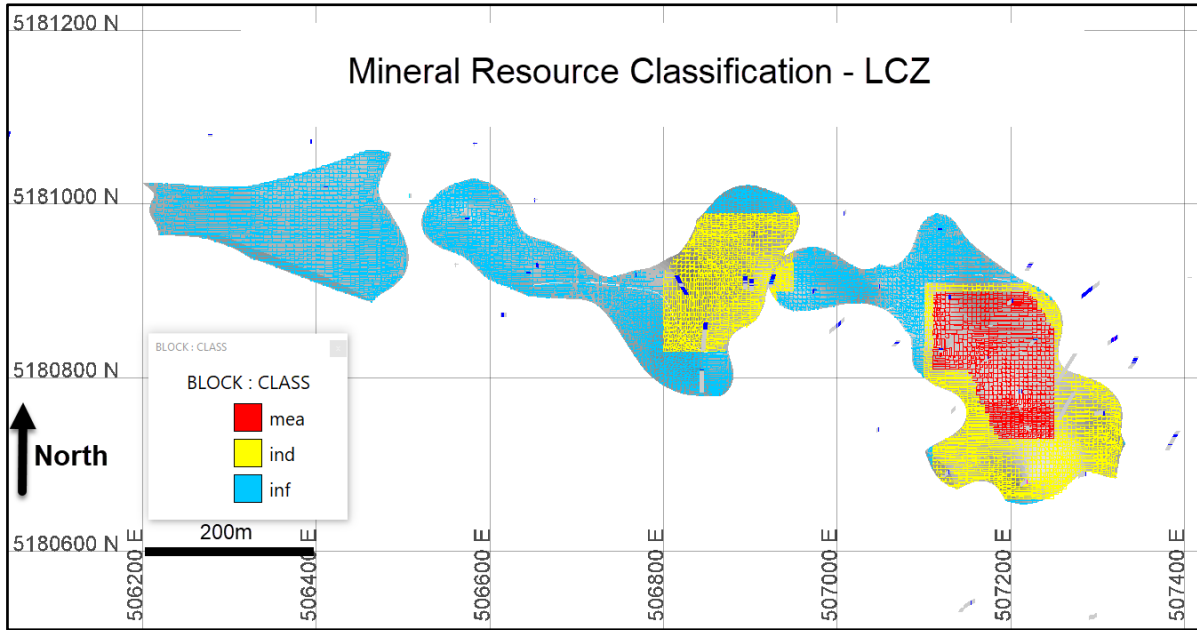 5181200 N
Mineral Resource Classification - LCZ
5181000 N
BLOCK : CLASS
BLOCK : CLASS
mea
ind
inf
5180800 N
North
200m
5180600 N
506200 E
506400 E
506600 E
506800 E
507000 E
507200 E
507400 E